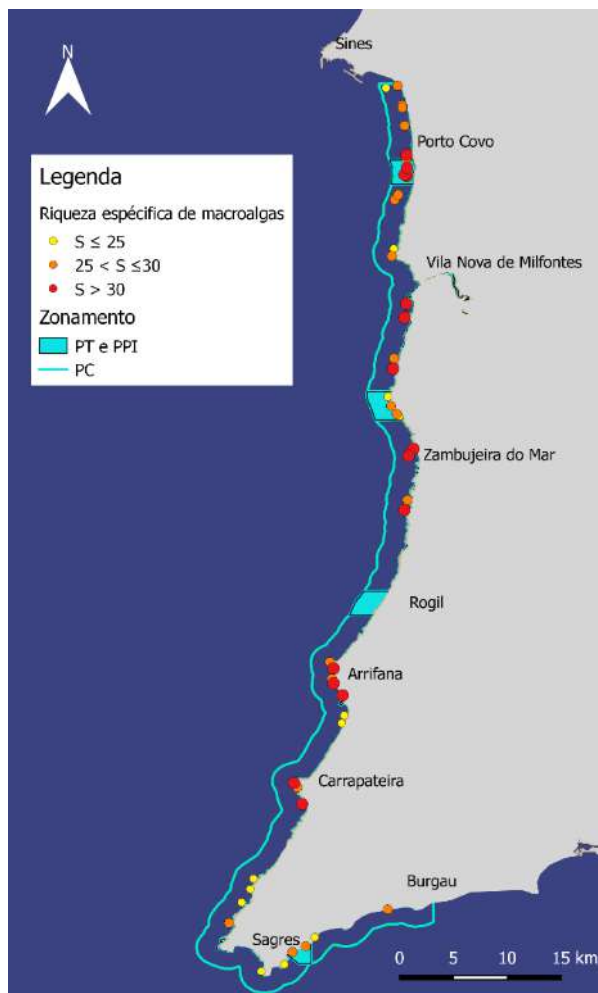 Sines
N
Porto Covo
Legenda
Riqueza espécifica de macroalgas
S ≤ 25
25 < S ≤30
S > 30
Vila Nova de Milfontes
Zonamento
PT e PPI
PC
Zambujeira do Mar
Rogil
Arrifana
Carrapateira
Burgau
Sagres
0 5 10 15 km